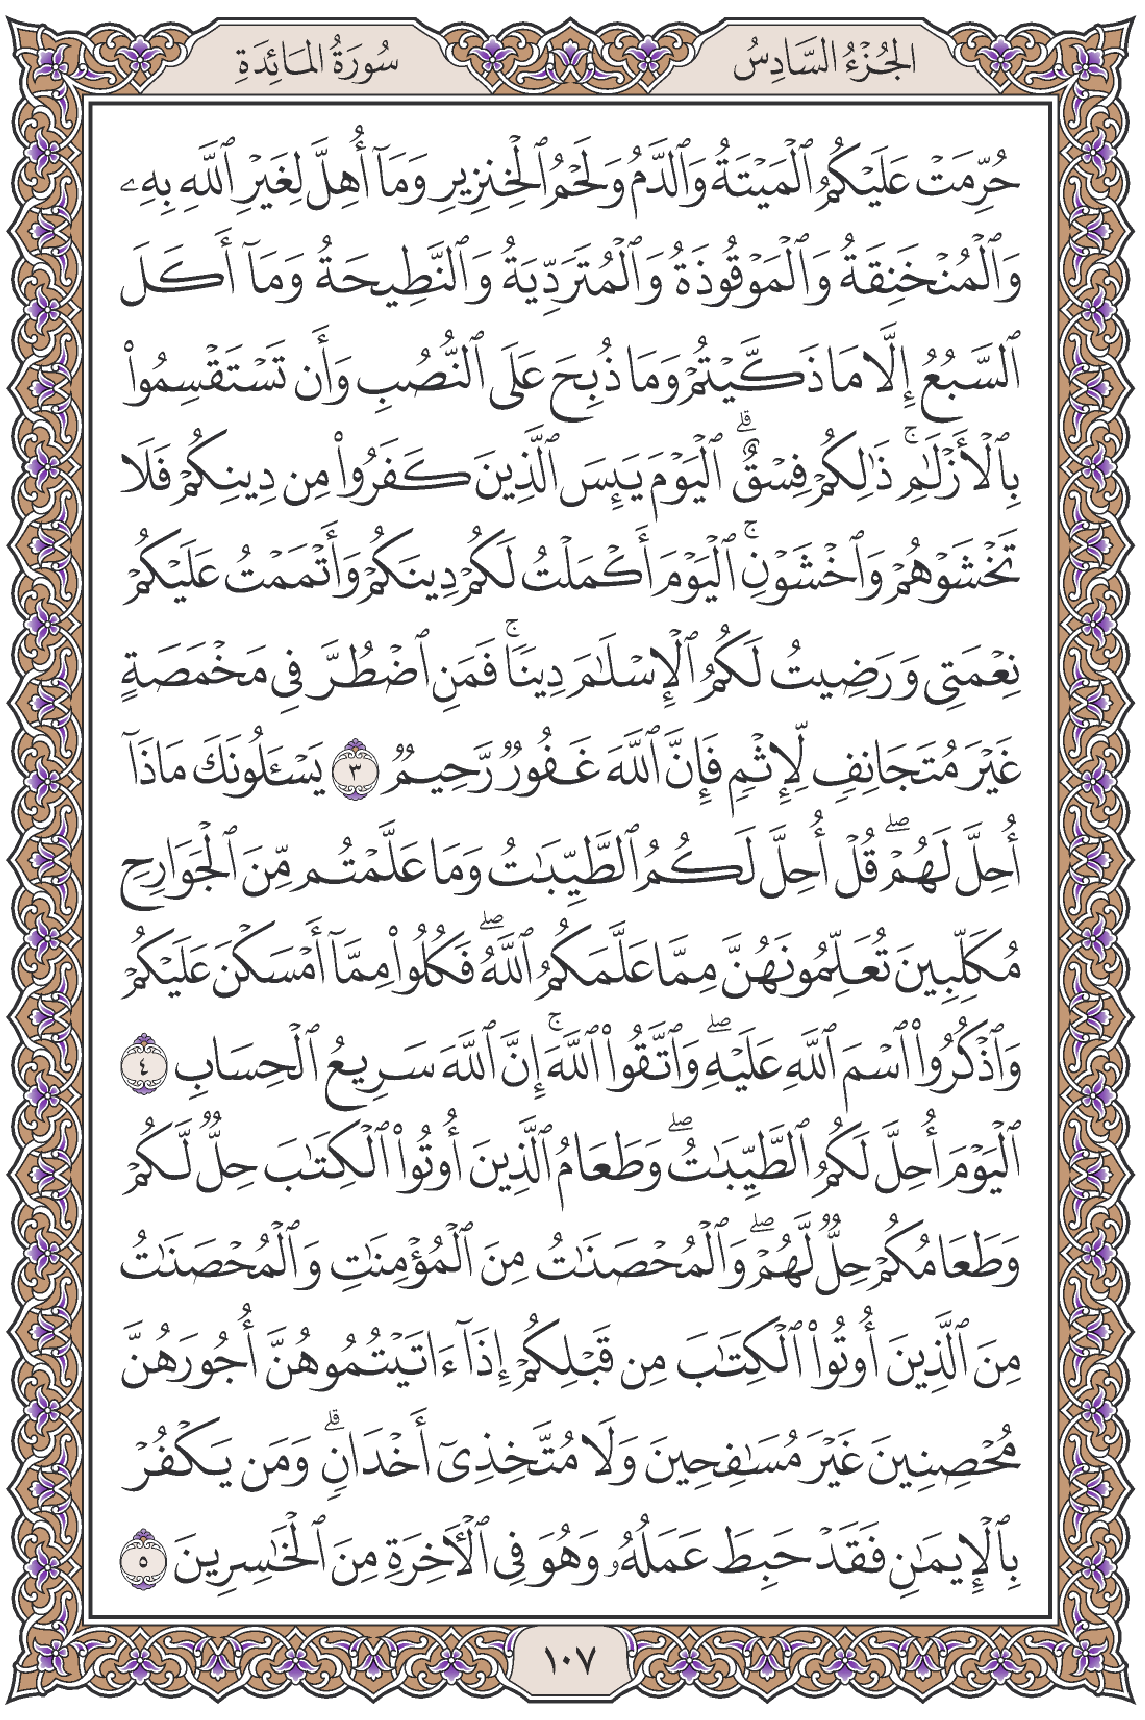 الجُزْءُ السَّادِسُ
سُورَةُ المَائِدَةِ
حُرِّمَتْ عَلَيْكُمُ ٱلْمَيْتَةُ وَٱلدَّمُ وَلَحْمُ ٱلْخِنزِيرِ وَمَآ أُهِلَّ لِغَيْرِ ٱللَّهِ بِهِۦ
وَٱلْمُنْخَنِقَةُ وَٱلْمَوْقُوذَةُ وَٱلْمُتَرَدِّيَةُ وَٱلنَّطِيحَةُ وَمَآ أَكَلَ
ٱلسَّبُعُ إِلَّا مَا ذَكَّيْتُمْ وَمَا ذُبِحَ عَلَى ٱلنُّصُبِ وَأَن تَسْتَقْسِمُوا۟
بِٱلْأَزْلَـٰمِ ۚ ذَٰلِكُمْ فِسْقٌ ۗ ٱلْيَوْمَ يَئِسَ ٱلَّذِينَ كَفَرُوا۟ مِن دِينِكُمْ فَلَا
تَخْشَوْهُمْ وَٱخْشَوْنِ ۚ ٱلْيَوْمَ أَكْمَلْتُ لَكُمْ دِينَكُمْ وَأَتْمَمْتُ عَلَيْكُمْ
نِعْمَتِى وَرَضِيتُ لَكُمُ ٱلْإِسْلَـٰمَ دِينًا ۚ فَمَنِ ٱضْطُرَّ فِى مَخْمَصَةٍ
غَيْرَ مُتَجَانِفٍ لِّإِثْمٍ فَإِنَّ ٱللَّهَ غَفُورٌ رَّحِيمٌ ٣ يَسْـَٔلُونَكَ مَاذَآ
أُحِلَّ لَهُمْ ۖ قُلْ أُحِلَّ لَكُمُ ٱلطَّيِّبَـٰتُ وَمَا عَلَّمْتُم مِّنَ ٱلْجَوَارِحِ
مُكَلِّبِينَ تُعَلِّمُونَهُنَّ مِمَّا عَلَّمَكُمُ ٱللَّهُ ۖ فَكُلُوا۟ مِمَّآ أَمْسَكْنَ عَلَيْكُمْ
وَٱذْكُرُوا۟ ٱسْمَ ٱللَّهِ عَلَيْهِ ۖ وَٱتَّقُوا۟ ٱللَّهَ ۚ إِنَّ ٱللَّهَ سَرِيعُ ٱلْحِسَابِ ٤
ٱلْيَوْمَ أُحِلَّ لَكُمُ ٱلطَّيِّبَـٰتُ ۖ وَطَعَامُ ٱلَّذِينَ أُوتُوا۟ ٱلْكِتَـٰبَ حِلٌّ لَّكُمْ
وَطَعَامُكُمْ حِلٌّ لَّهُمْ ۖ وَٱلْمُحْصَنَـٰتُ مِنَ ٱلْمُؤْمِنَـٰتِ وَٱلْمُحْصَنَـٰتُ
مِنَ ٱلَّذِينَ أُوتُوا۟ ٱلْكِتَـٰبَ مِن قَبْلِكُمْ إِذَآ ءَاتَيْتُمُوهُنَّ أُجُورَهُنَّ
مُحْصِنِينَ غَيْرَ مُسَـٰفِحِينَ وَلَا مُتَّخِذِىٓ أَخْدَانٍ ۗ وَمَن يَكْفُرْ
بِٱلْإِيمَـٰنِ فَقَدْ حَبِطَ عَمَلُهُۥ وَهُوَ فِى ٱلْـَٔاخِرَةِ مِنَ ٱلْخَـٰسِرِينَ ٥
١٠٧